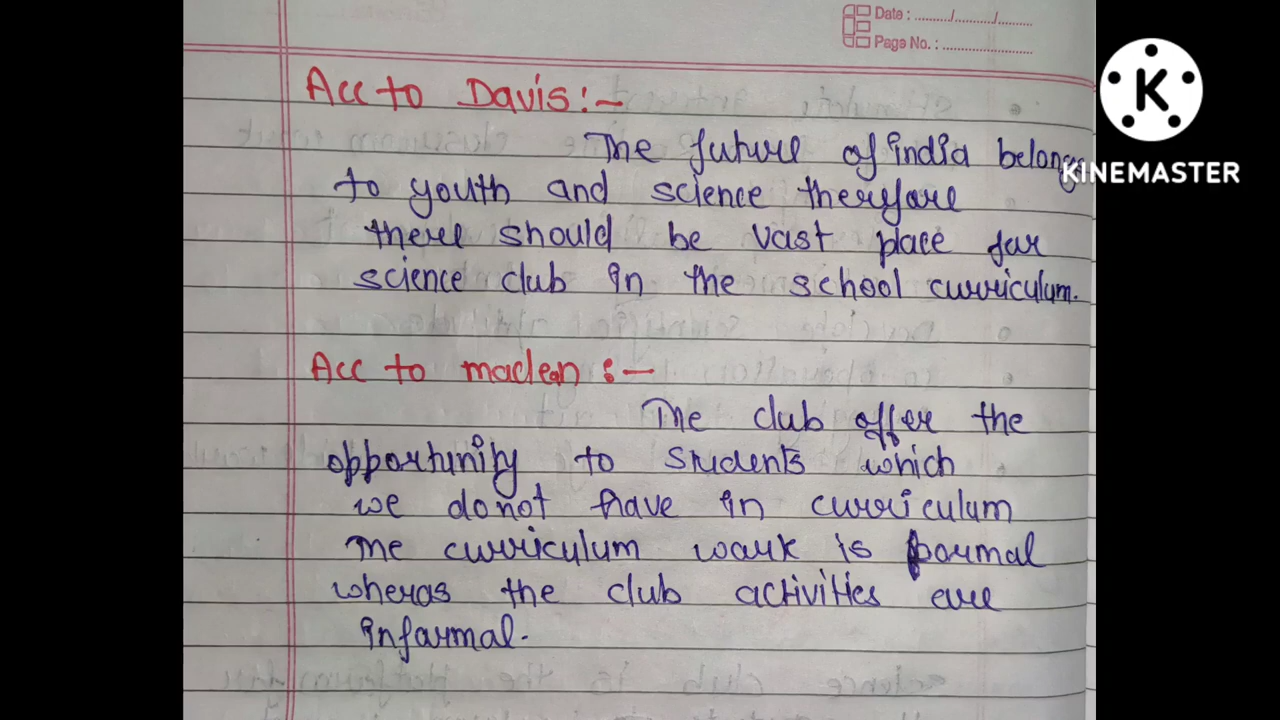 Date : ........../.........../..........
Page No. : ............................
K
KINEMASTER
Acc to Davis:-
The future of india belongs
to youth and science therefore
there should be vast place for
science club in the school curriculum.
Acc to maclean :-
The club offer the
opportunity to students which
we do not have in curriculum
The curriculum work is formal
wheras the club activities are
informal.